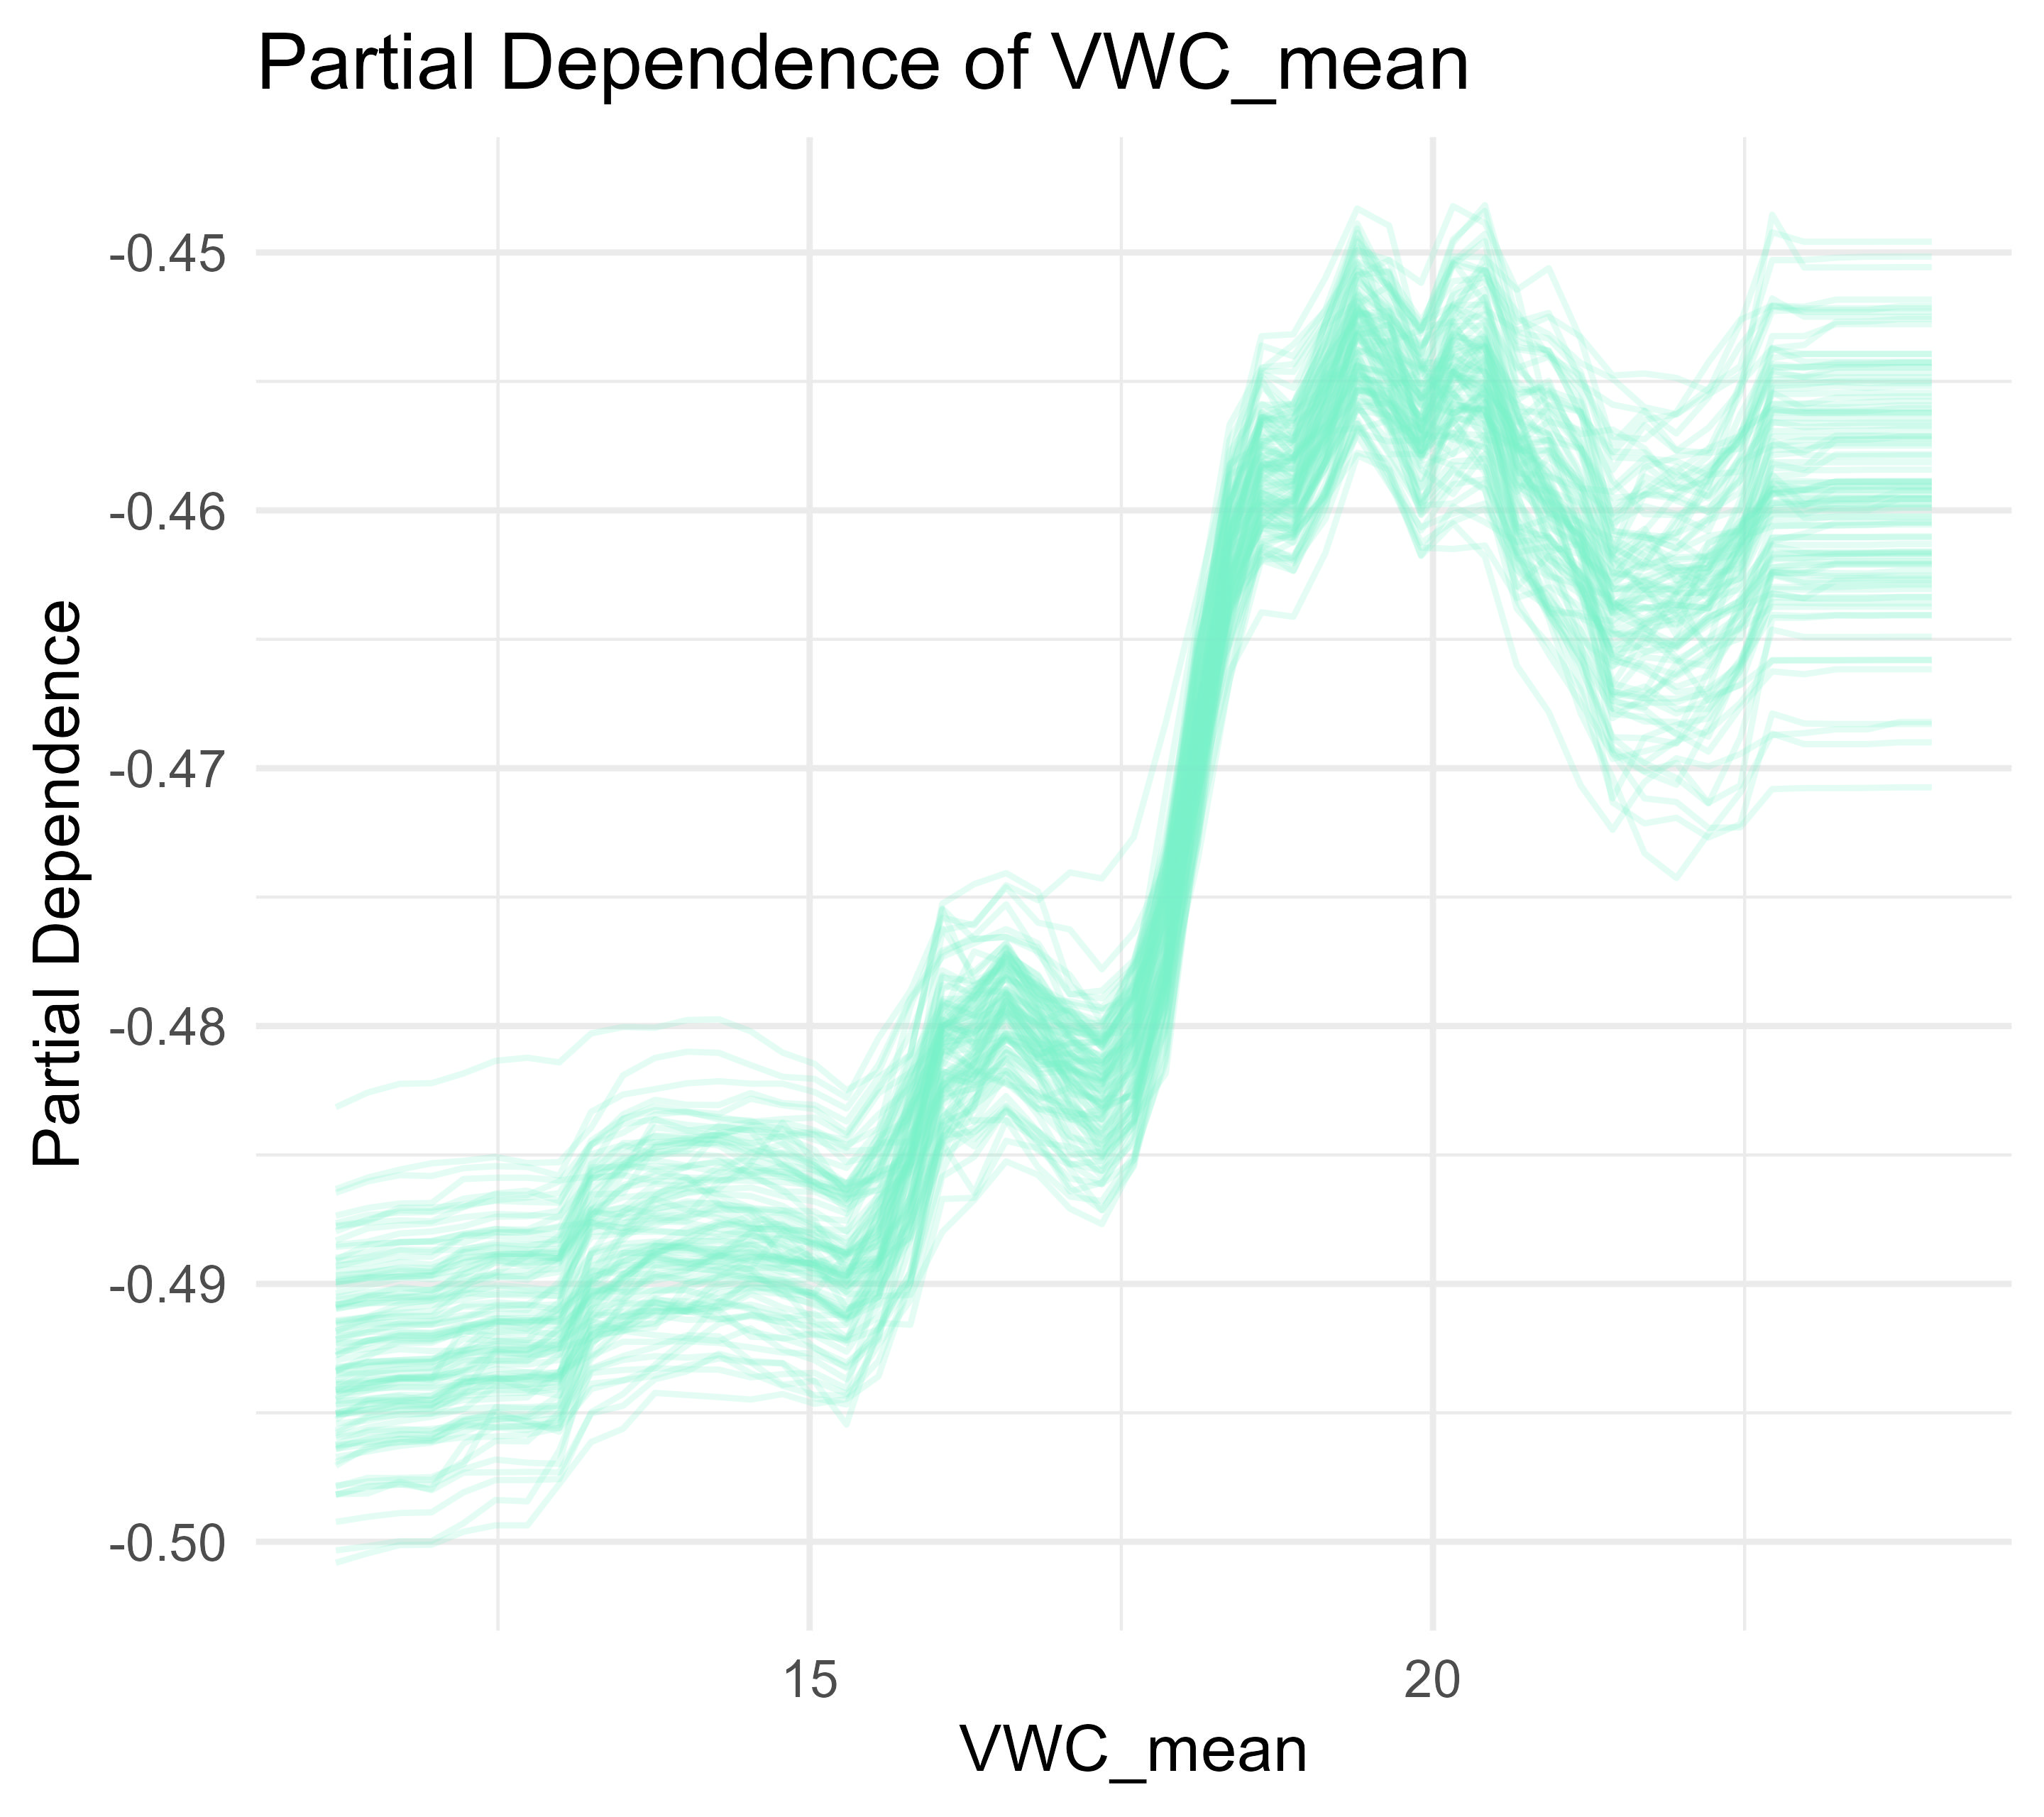 Partial Dependence of VWC_mean
Partial Dependence
-0.45
-0.46
-0.47
-0.48
-0.49
-0.50
15
20
VWC_mean